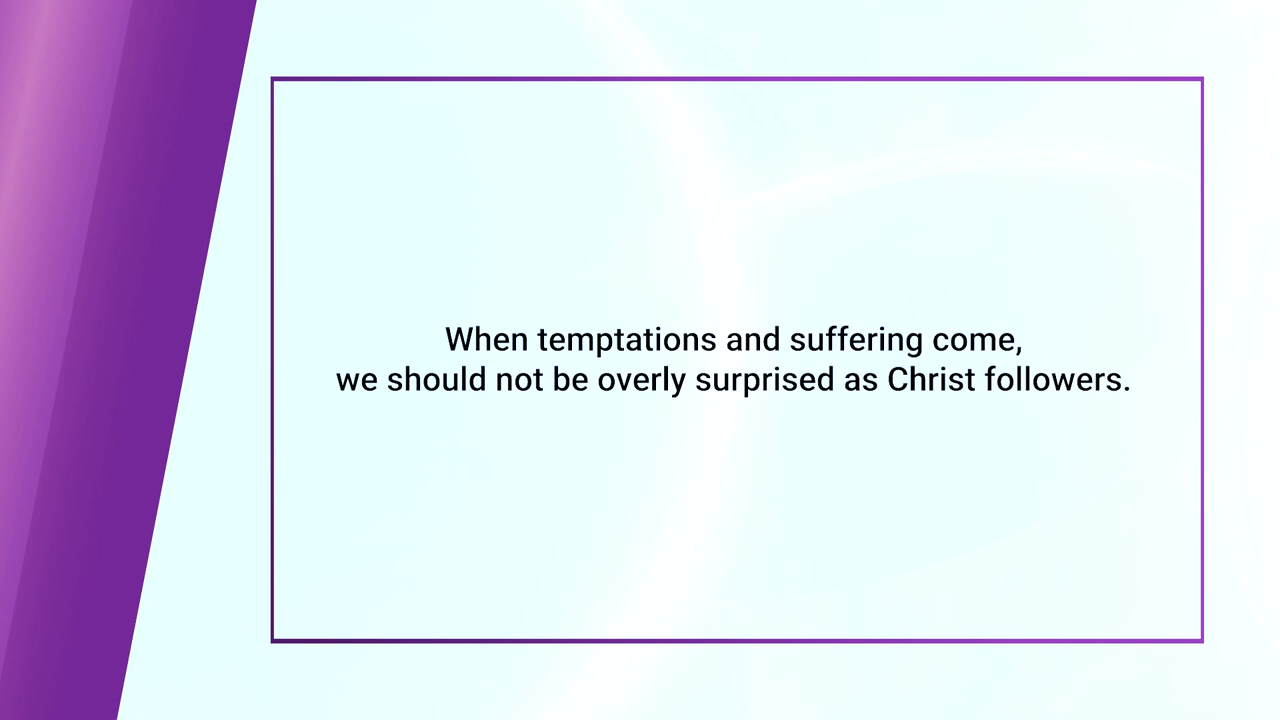 When temptations and suffering come,
we should not be overly surprised as Christ followers.